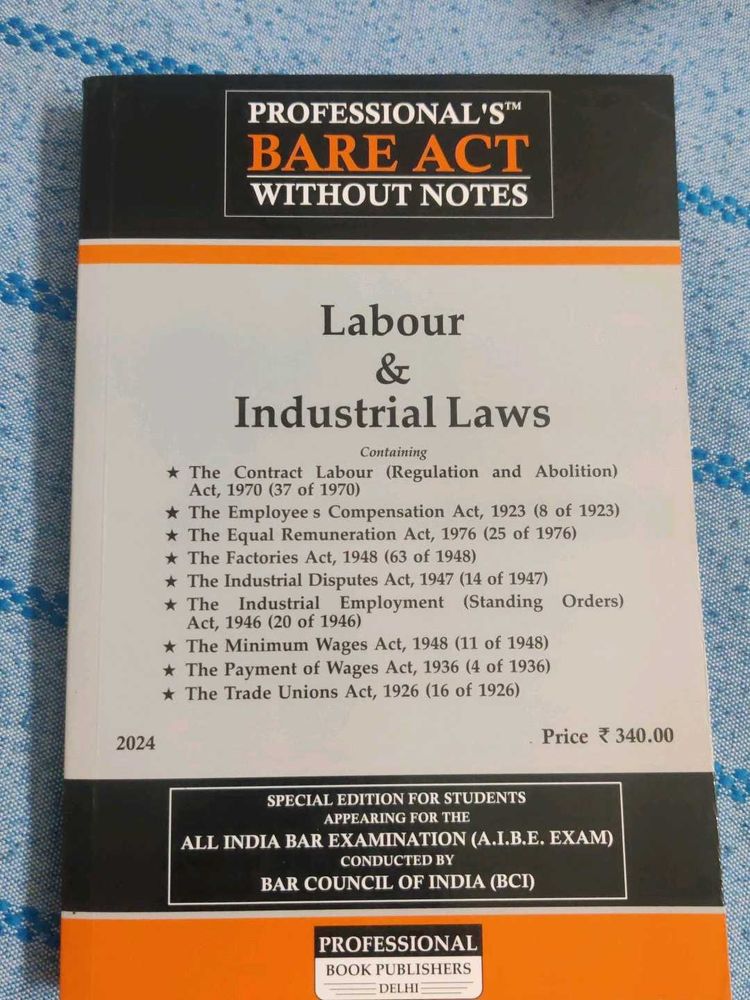 PROFESSIONAL'S™
BARE ACT
WITHOUT NOTES
Labour
&
Industrial Laws
Containing
★ The Contract Labour (Regulation and Abolition)
Act, 1970 (37 of 1970)
★ The Employee s Compensation Act, 1923 (8 of 1923)
★ The Equal Remuneration Act, 1976 (25 of 1976)
★ The Factories Act, 1948 (63 of 1948)
★ The Industrial Disputes Act, 1947 (14 of 1947)
★ The Industrial Employment (Standing Orders)
Act, 1946 (20 of 1946)
★ The Minimum Wages Act, 1948 (11 of 1948)
★ The Payment of Wages Act, 1936 (4 of 1936)
★ The Trade Unions Act, 1926 (16 of 1926)
2024 Price ₹ 340.00
SPECIAL EDITION FOR STUDENTS
APPEARING FOR THE
ALL INDIA BAR EXAMINATION (A.I.B.E. EXAM)
CONDUCTED BY
BAR COUNCIL OF INDIA (BCI)
PROFESSIONAL
BOOK PUBLISHERS
DELHI